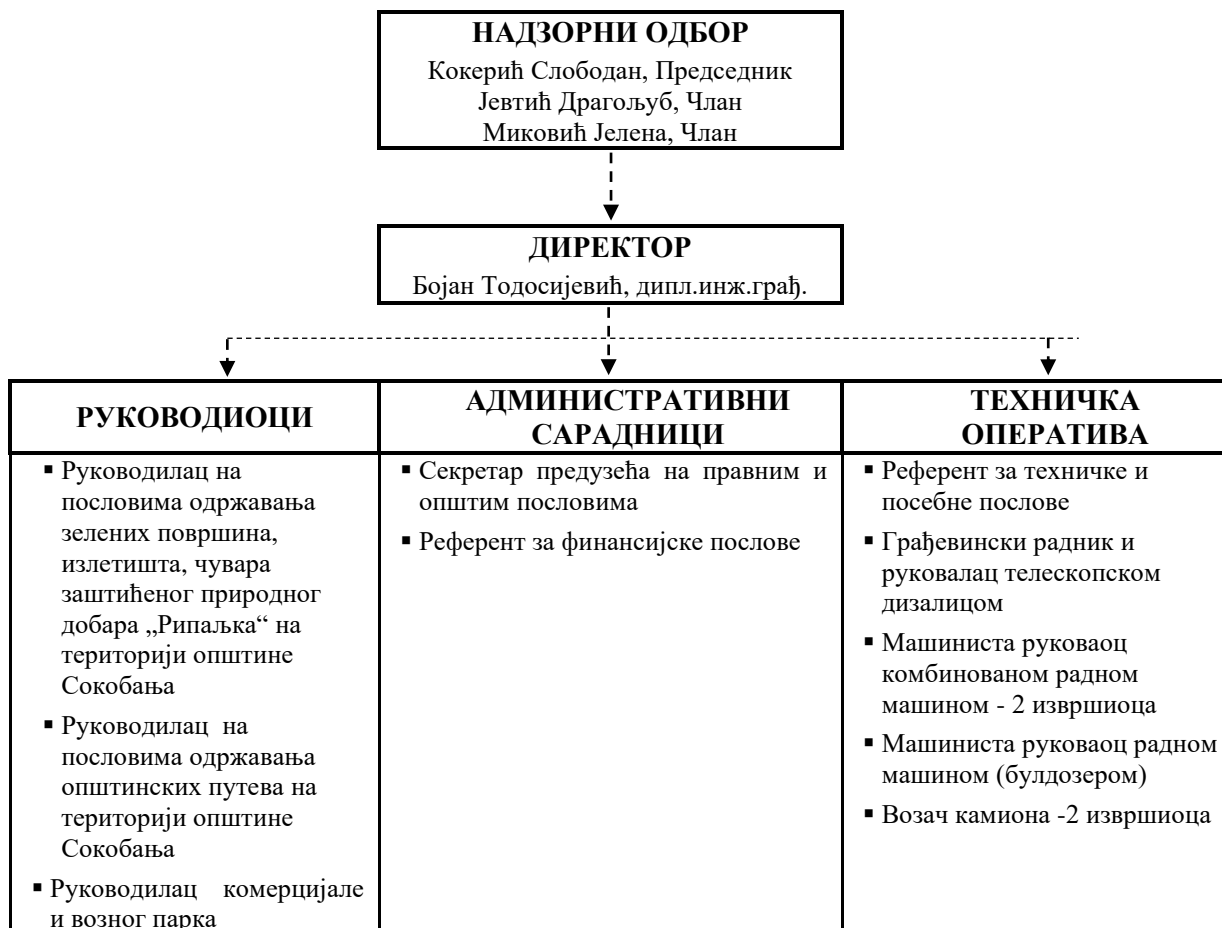 НАДЗОРНИ ОДБОР
Кокерић Слободан, Председник
Јевтић Драгољуб, Члан
Миковић Јелена, Члан
ДИРЕКТОР
Бојан Тодосијевић, дипл.инж.грађ.
РУКОВОДИОЦИ
▪ Руководилац на
пословима одржавања
зелених површина,
излетишта, чувара
заштићеног природног
добара „Рипаљка“ на
територији општине
Сокобања
▪ Руководилац на
пословима одржавања
општинских путева на
територији општине
Сокобања
▪ Руководилац комерцијале
и возног парка
АДМИНИСТРАТИВНИ
САРАДНИЦИ
▪ Секретар предузећа на правним и
општим пословима
▪ Референт за финансијске послове
ТЕХНИЧКА
ОПЕРАТИВА
▪ Референт за техничке и
посебне послове
▪ Грађевински радник и
руковалац телескопском
дизалицом
▪ Машиниста руковаоц
комбинованом радном
машином - 2 извршиоца
▪ Машиниста руковаоц радном
машином (булдозером)
▪ Возач камиона -2 извршиоца